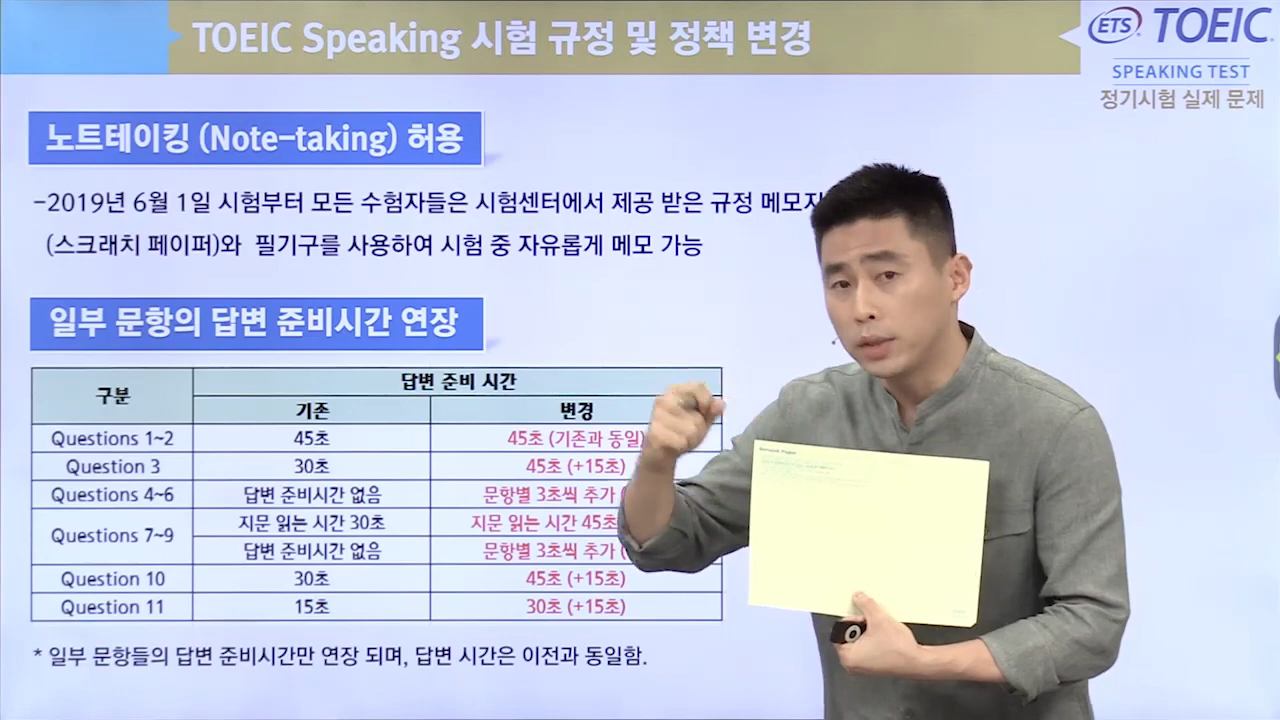 TOEIC Speaking 시험 규정 및 정책 변경
ETS TOEIC
SPEAKING TEST
정기시험 실제 문제
노트테이킹 (Note-taking) 허용
-2019년 6월 1일 시험부터 모든 수험자들은 시험센터에서 제공 받은 규정 메모지
(스크래치 페이퍼)와 필기구를 사용하여 시험 중 자유롭게 메모 가능
일부 문항의 답변 준비시간 연장
구분 답변 준비 시간
기존 변경
Questions 1~2 45초 45초 (기존과 동일)
Question 3 30초 45초 (+15초)
Questions 4~6 답변 준비시간 없음 문항별 3초씩 추가 (
Questions 7~9 지문 읽는 시간 30초 지문 읽는 시간 45초
답변 준비시간 없음 문항별 3초씩 추가 (
Question 10 30초 45초 (+15초)
Question 11 15초 30초 (+15초)
* 일부 문항들의 답변 준비시간만 연장 되며, 답변 시간은 이전과 동일함.